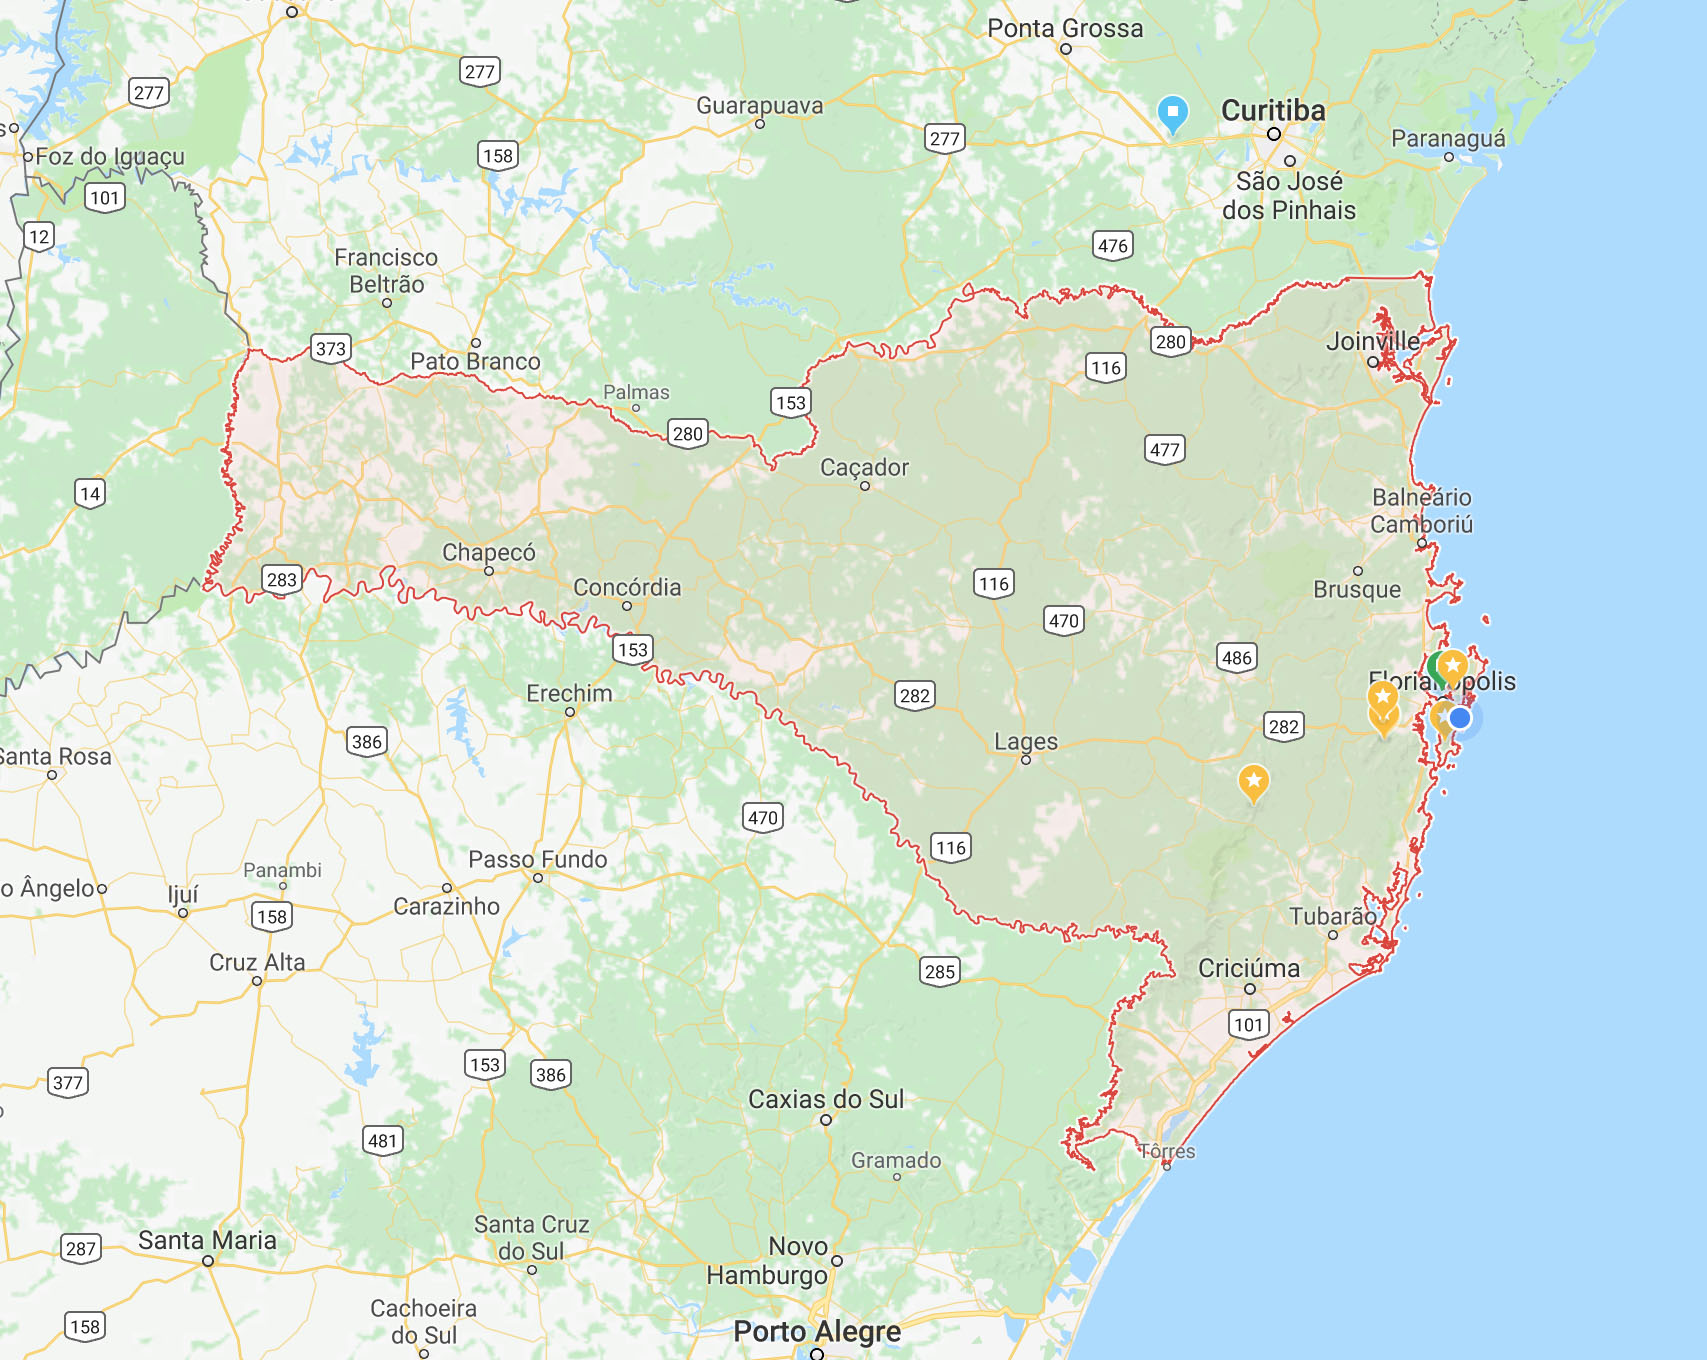 Ponta Grossa
277
277
Guarapuava
Curitiba
277
Paranaguá
158
Foz do Iguaçu
São José
dos Pinhais
101
12
476
Francisco
Beltrão
373
280
Joinville
Pato Branco
116
Palmas
153
280
477
Caçador
14
Balneário
Camboriú
Chapecó
283
Concórdia
116
Brusque
470
153
486
Erechim
282
Florianópolis
282
386
Lages
Santa Rosa
470
116
Passo Fundo
Panambi
o Ângelo
Ijuí
Carazinho
158
Tubarão
Cruz Alta
285
Criciúma
101
153
386
377
Caxias do Sul
481
Tôrres
Gramado
Santa Cruz
do Sul
287
Santa Maria
Novo
Hamburgo
Cachoeira
do Sul
158
Porto Alegre